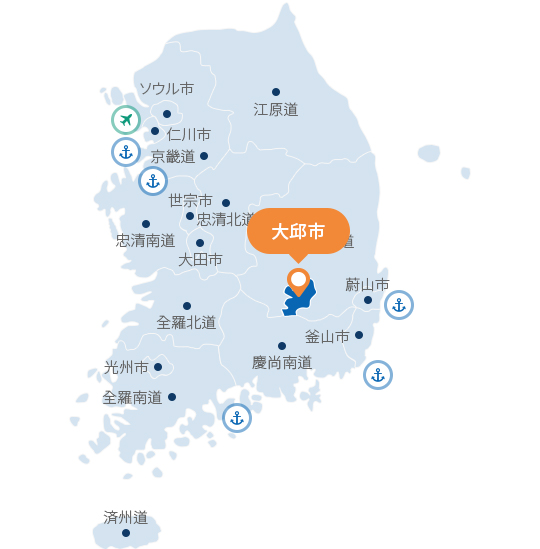 ソウル市
江原道
仁川市
京畿道
世宗市
忠清北道
忠清南道
大邱市
道
大田市
蔚山市
全羅北道
釜山市
慶尚南道
光州市
全羅南道
済州道